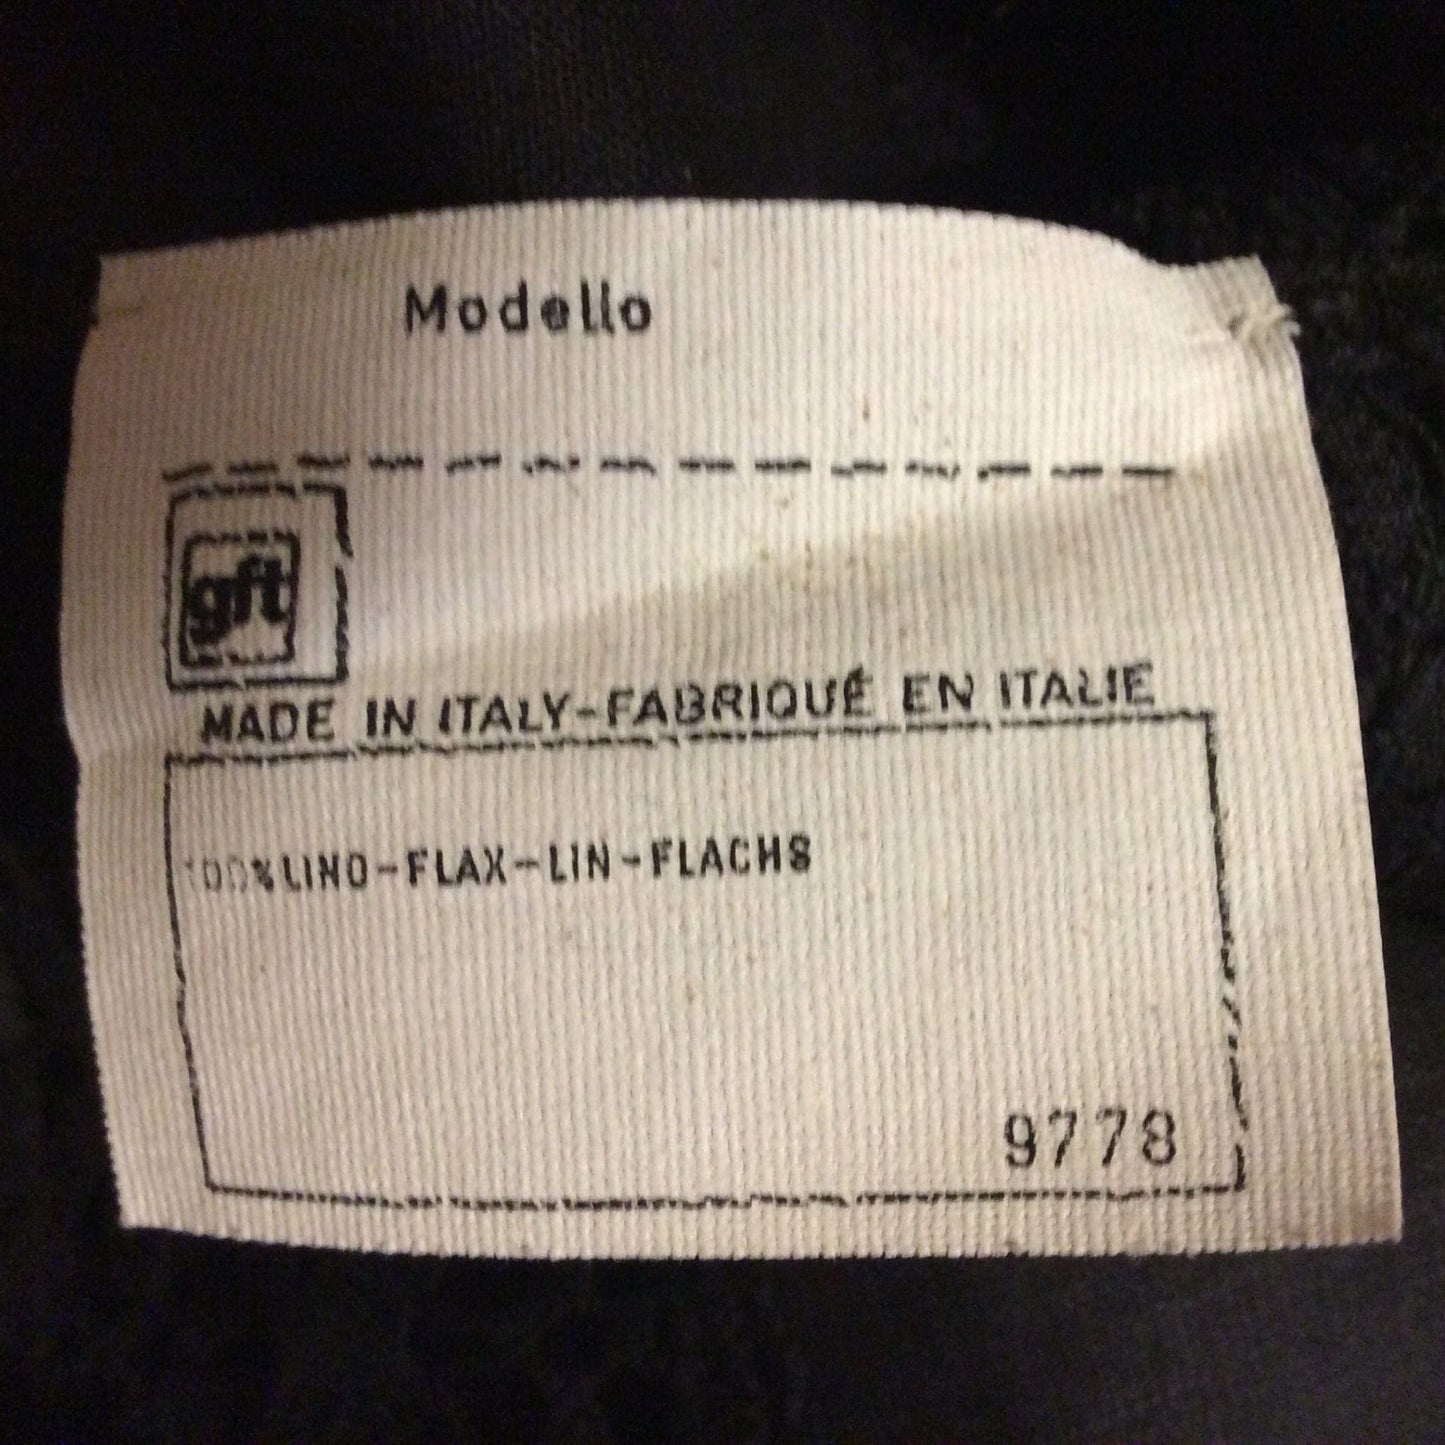 Modello
gft
MADE IN ITALY-FABRIQUÉ EN ITALIE
100%LINO-FLAX-LIN-FLACHS
9778